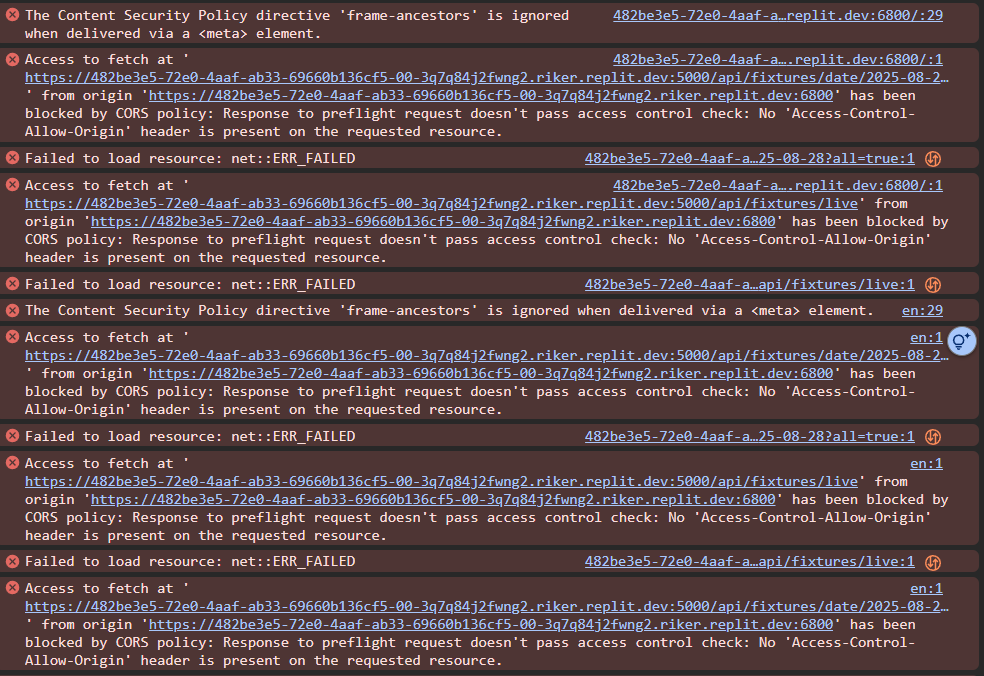 The Content Security Policy directive 'frame-ancestors' is ignored 482be3e5-72e0-4aaf-a…replit.dev:6800/:29
when delivered via a <meta> element.
Access to fetch at ' 482be3e5-72e0-4aaf-a….replit.dev:6800/:1
https://482be3e5-72e0-4aaf-ab33-69660b136cf5-00-3q7q84j2fwng2.riker.replit.dev:5000/api/fixtures/date/2025-08-2…
' from origin 'https://482be3e5-72e0-4aaf-ab33-69660b136cf5-00-3q7q84j2fwng2.riker.replit.dev:6800' has been
blocked by CORS policy: Response to preflight request doesn't pass access control check: No 'Access-Control-
Allow-Origin' header is present on the requested resource.
Failed to load resource: net::ERR_FAILED 482be3e5-72e0-4aaf-a…25-08-28?all=true:1
Access to fetch at ' 482be3e5-72e0-4aaf-a….replit.dev:6800/:1
https://482be3e5-72e0-4aaf-ab33-69660b136cf5-00-3q7q84j2fwng2.riker.replit.dev:5000/api/fixtures/live' from
origin 'https://482be3e5-72e0-4aaf-ab33-69660b136cf5-00-3q7q84j2fwng2.riker.replit.dev:6800' has been blocked by
CORS policy: Response to preflight request doesn't pass access control check: No 'Access-Control-Allow-Origin'
header is present on the requested resource.
Failed to load resource: net::ERR_FAILED 482be3e5-72e0-4aaf-a…api/fixtures/live:1
The Content Security Policy directive 'frame-ancestors' is ignored when delivered via a <meta> element. en:29
Access to fetch at ' en:1
https://482be3e5-72e0-4aaf-ab33-69660b136cf5-00-3q7q84j2fwng2.riker.replit.dev:5000/api/fixtures/date/2025-08-2…
' from origin 'https://482be3e5-72e0-4aaf-ab33-69660b136cf5-00-3q7q84j2fwng2.riker.replit.dev:6800' has been
blocked by CORS policy: Response to preflight request doesn't pass access control check: No 'Access-Control-
Allow-Origin' header is present on the requested resource.
Failed to load resource: net::ERR_FAILED 482be3e5-72e0-4aaf-a…25-08-28?all=true:1
Access to fetch at ' en:1
https://482be3e5-72e0-4aaf-ab33-69660b136cf5-00-3q7q84j2fwng2.riker.replit.dev:5000/api/fixtures/live' from
origin 'https://482be3e5-72e0-4aaf-ab33-69660b136cf5-00-3q7q84j2fwng2.riker.replit.dev:6800' has been blocked by
CORS policy: Response to preflight request doesn't pass access control check: No 'Access-Control-Allow-Origin'
header is present on the requested resource.
Failed to load resource: net::ERR_FAILED 482be3e5-72e0-4aaf-a…api/fixtures/live:1
Access to fetch at ' en:1
https://482be3e5-72e0-4aaf-ab33-69660b136cf5-00-3q7q84j2fwng2.riker.replit.dev:5000/api/fixtures/date/2025-08-2…
' from origin 'https://482be3e5-72e0-4aaf-ab33-69660b136cf5-00-3q7q84j2fwng2.riker.replit.dev:6800' has been
blocked by CORS policy: Response to preflight request doesn't pass access control check: No 'Access-Control-
Allow-Origin' header is present on the requested resource.